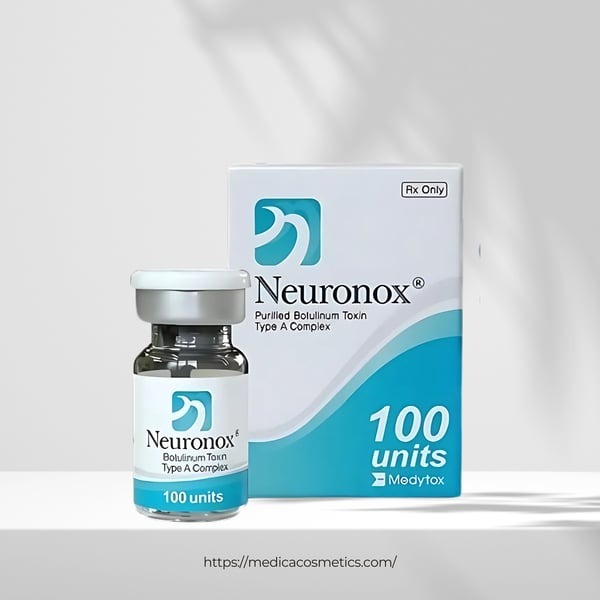 Rx Only
Neuronox®
Purified Botulinum Toxin
Type A Complex
100
units
Medytox
Neuronox®
Botulinum Toxin
Type A Complex
100 units
https://medicacosmetics.com/